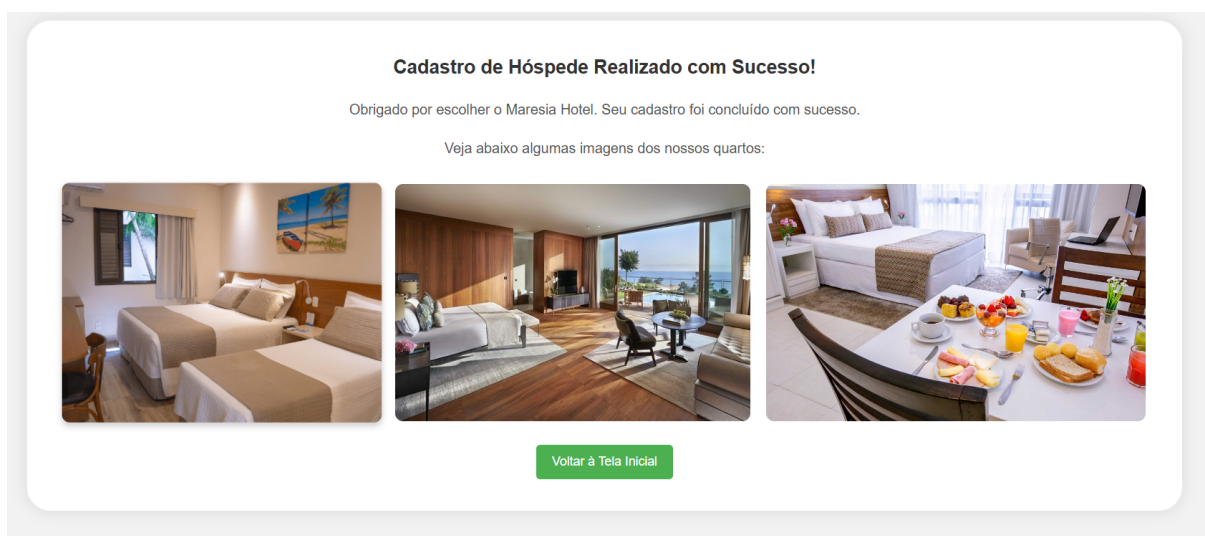 Cadastro de Hóspede Realizado com Sucesso!
Obrigado por escolher o Maresia Hotel. Seu cadastro foi concluído com sucesso.
Veja abaixo algumas imagens dos nossos quartos:
Voltar à Tela Inicial